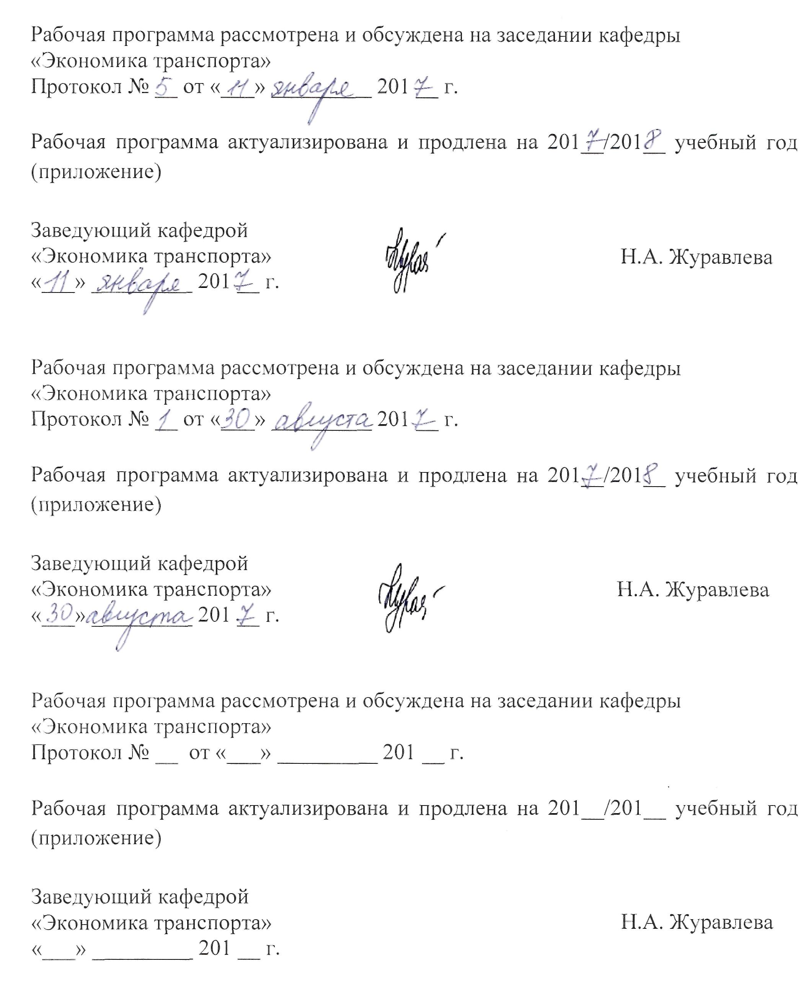 Рабочая программа рассмотрена и обсуждена на заседании кафедры
«Экономика транспорта»
Протокол № 5 от «11» января 2017 г.
Рабочая программа актуализирована и продлена на 2017/2018 учебный год
(приложение)
Заведующий кафедрой
«Экономика транспорта» Н.А. Журавлева
«11» января 2017 г.
Рабочая программа рассмотрена и обсуждена на заседании кафедры
«Экономика транспорта»
Протокол № 1 от «30» августа 2017 г.
Рабочая программа актуализирована и продлена на 2017/2018 учебный год
(приложение)
Заведующий кафедрой
«Экономика транспорта» Н.А. Журавлева
«30» августа 2017 г.
Рабочая программа рассмотрена и обсуждена на заседании кафедры
«Экономика транспорта»
Протокол № __ от «___» _________ 201 __ г.
Рабочая программа актуализирована и продлена на 201__/201__ учебный год
(приложение)
Заведующий кафедрой
«Экономика транспорта» Н.А. Журавлева
«___» _________ 201 __ г.